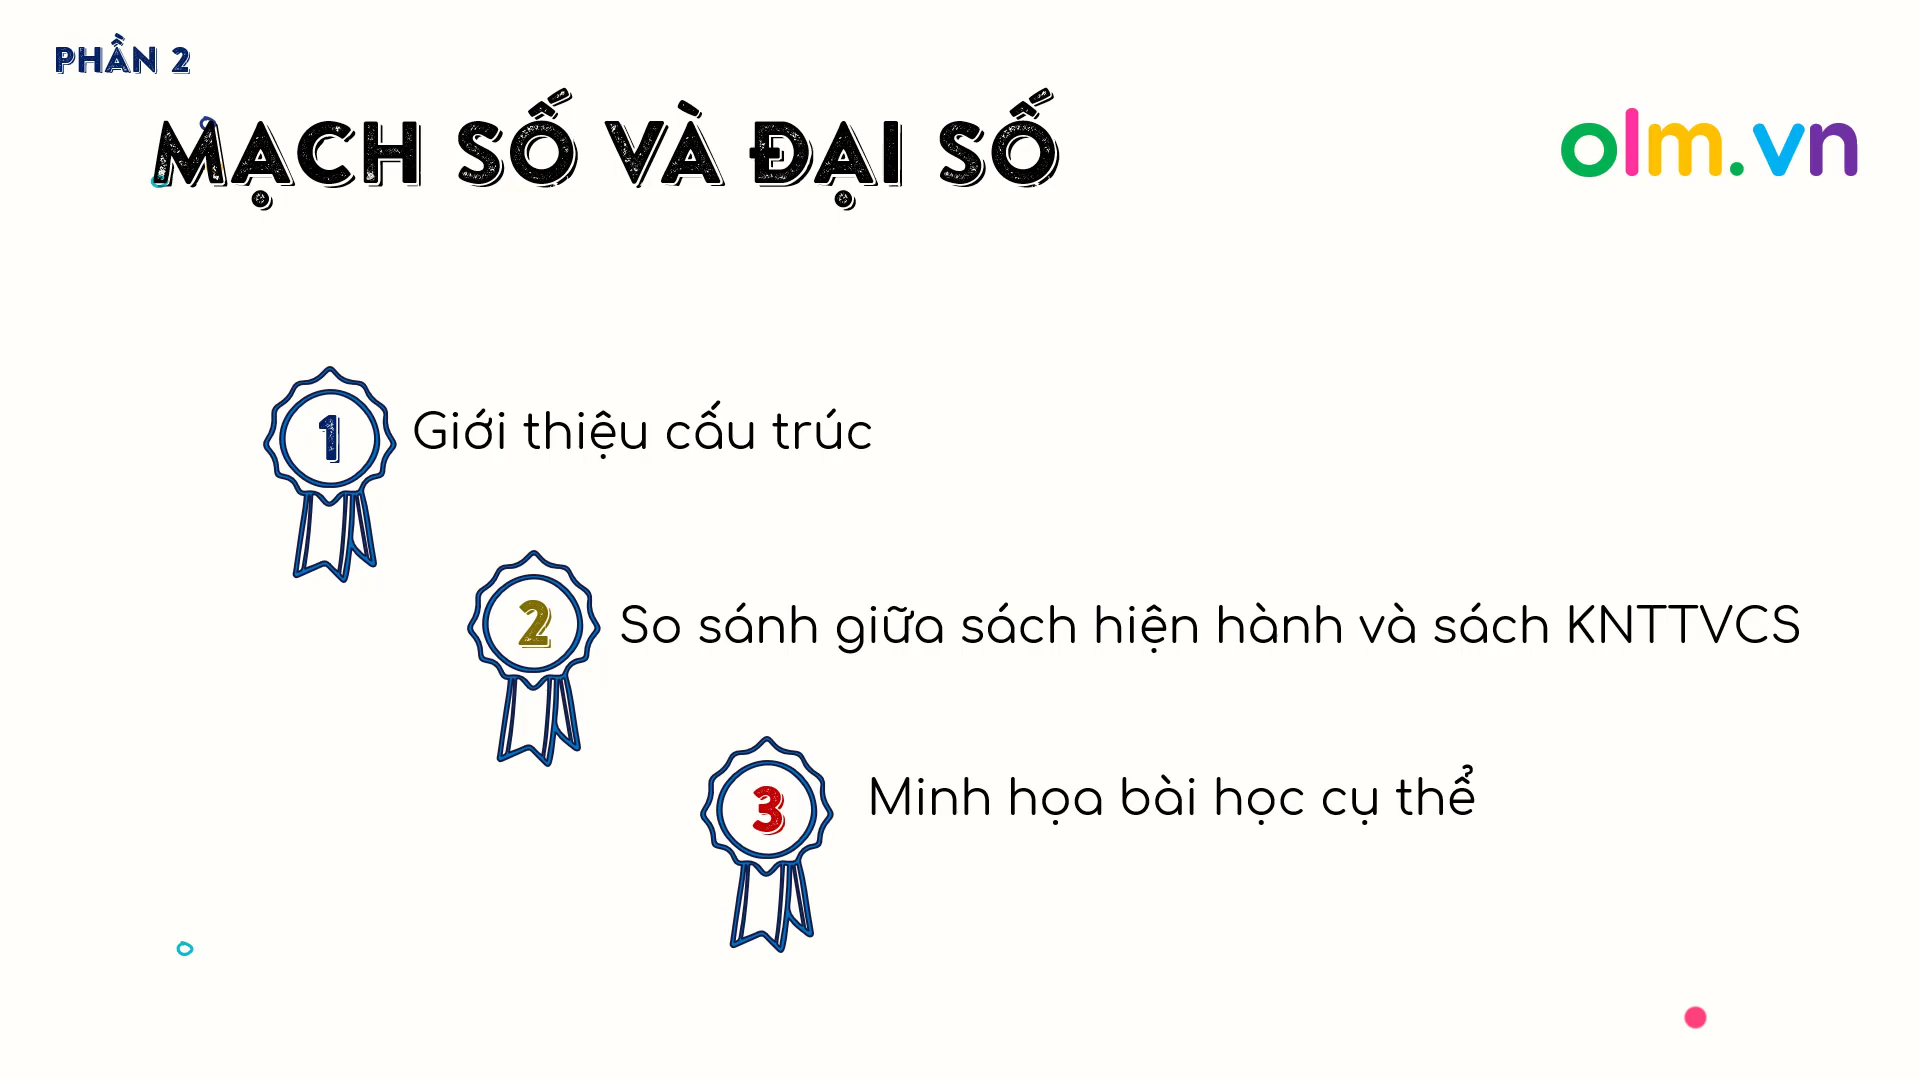 PHẦN 2
MẠCH SỐ VÀ ĐẠI SỐ
olm.vn
1
Giới thiệu cấu trúc
2
So sánh giữa sách hiện hành và sách KNTTVCS
3
Minh họa bài học cụ thể